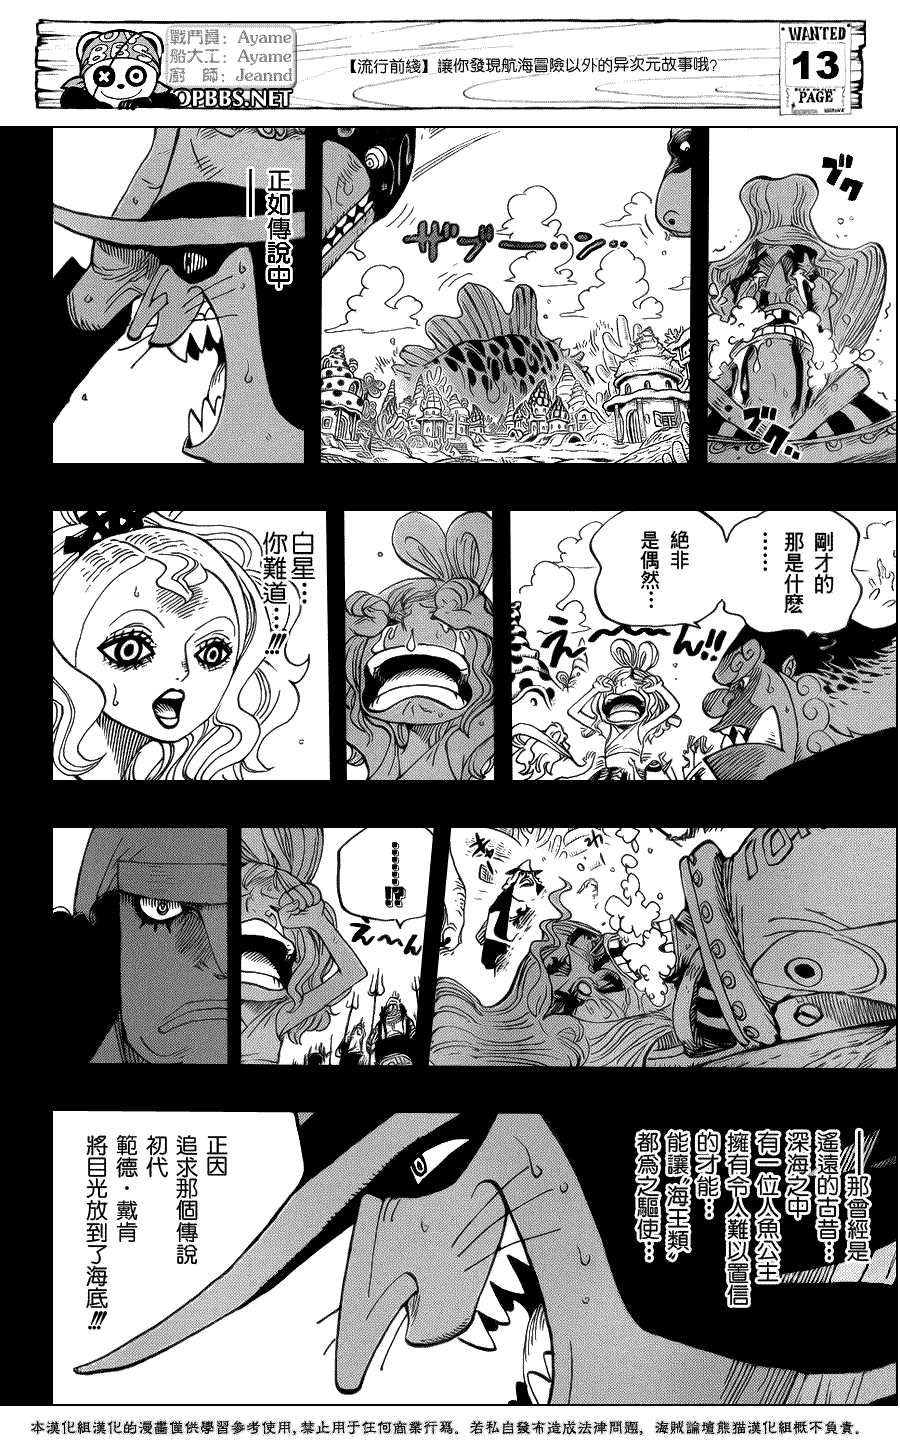 戰鬥員：Ayame
船大工：Ayame
廚　師：Jeannd
OPBBS.NET
【流行前綫】讓你發現航海冒險以外的异次元故事哦?
WANTED
13
PAGE
ブク
ブク
ザブーン
正如傳說中
──
剛才的
那是什麽
……
絕非
是偶然…
え～～～ん!!
白星…
你難道…!!!
……!?
え～～ん
──那曾經是
遙遠的古昔…
深海之中
有一位人魚公主
擁有令人難以置信
的才能…
能讓“海王類”
都為之驅使…
正因
追求那個傳說
初代
範德·戴肯
將目光放到了海底!!!
本漢化組漢化的漫畫僅供學習參考使用,禁止用于任何商業行爲。若私自發布造成法律問題，海賊論壇熊猫漢化組概不負責。